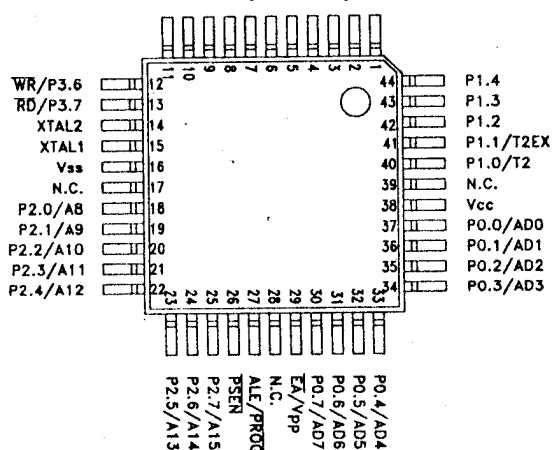 11 10 9 8 7 6 5 4 3 2 1
WR/P3.6 12
RD/P3.7 13
XTAL2 14
XTAL1 15
Vss 16
N.C. 17
P2.0/A8 18
P2.1/A9 19
P2.2/A10 20
P2.3/A11 21
P2.4/A12 22
44 P1.4
43 P1.3
42 P1.2
41 P1.1/T2EX
40 P1.0/T2
39 N.C.
38 Vcc
37 P0.0/AD0
36 P0.1/AD1
35 P0.2/AD2
34 P0.3/AD3
23 24 25 26 27 28 29 30 31 32 33
P2.5/A13
P2.6/A14
P2.7/A15
PSEN
ALE/PROG
N.C.
EA/Vpp
P0.7/AD7
P0.6/AD6
P0.5/AD5
P0.4/AD4